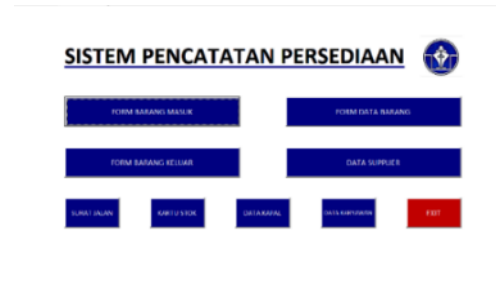 SISTEM PENCATATAN PERSEDIAAN
FORM BARANG MASUK
FORM DATA BARANG
FORM BARANG KELUAR
DATA SUPPLIER
SURAT JALAN
KARTU STOK
DATA KAPAL
DATA KARYAWAN
EXIT